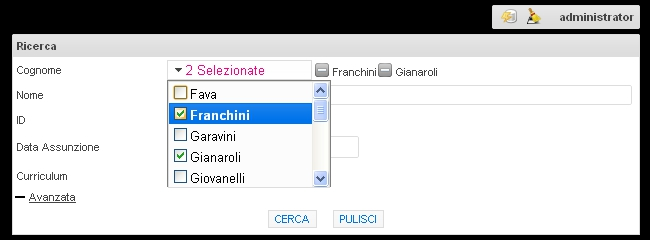 administrator
Ricerca
Cognome 2 Selezionate Franchini Gianaroli
Fava
Nome
Franchini
ID
Garavini
Data Assunzione
Gianaroli
Curriculum
Giovanelli
Avanzata
CERCA PULISCI